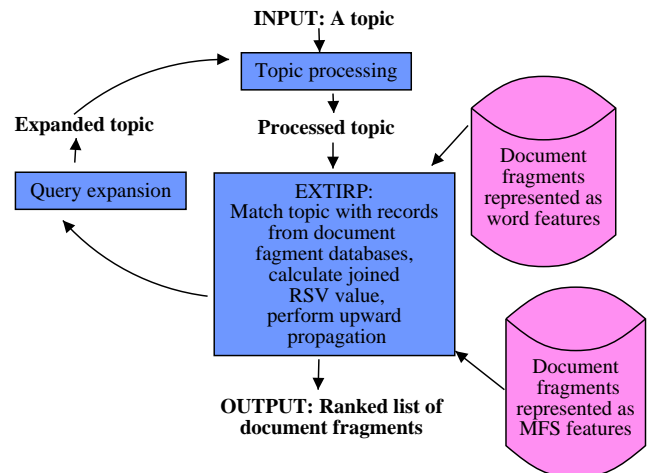 INPUT: A topic
Topic processing
Expanded topic
Processed topic
Query expansion
EXTIRP:
Match topic with records
from document
fagment databases,
calculate joined
RSV value,
perform upward
propagation
Document
fragments
represented as
word features
Document
fragments
represented as
MFS features
OUTPUT: Ranked list of
document fragments